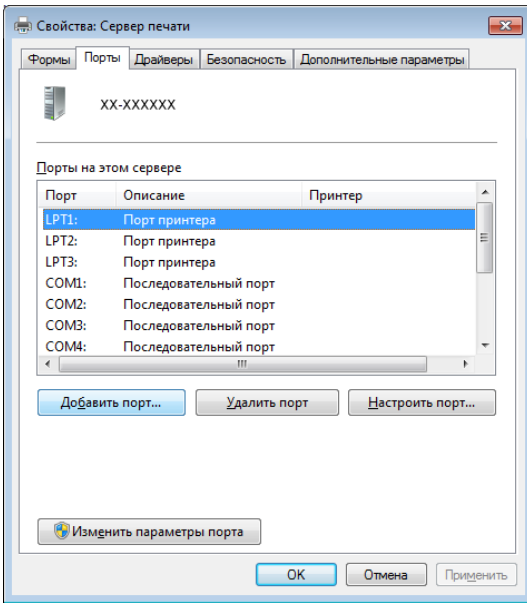 Свойства: Сервер печати
Формы Порты Драйверы Безопасность Дополнительные параметры
XX-XXXXXX
Порты на этом сервере
Порт Описание Принтер
LPT1: Порт принтера
LPT2: Порт принтера
LPT3: Порт принтера
COM1: Последовательный порт
COM2: Последовательный порт
COM3: Последовательный порт
COM4: Последовательный порт
Добавить порт... Удалить порт Настроить порт...
Изменить параметры порта
OK Отмена Применить